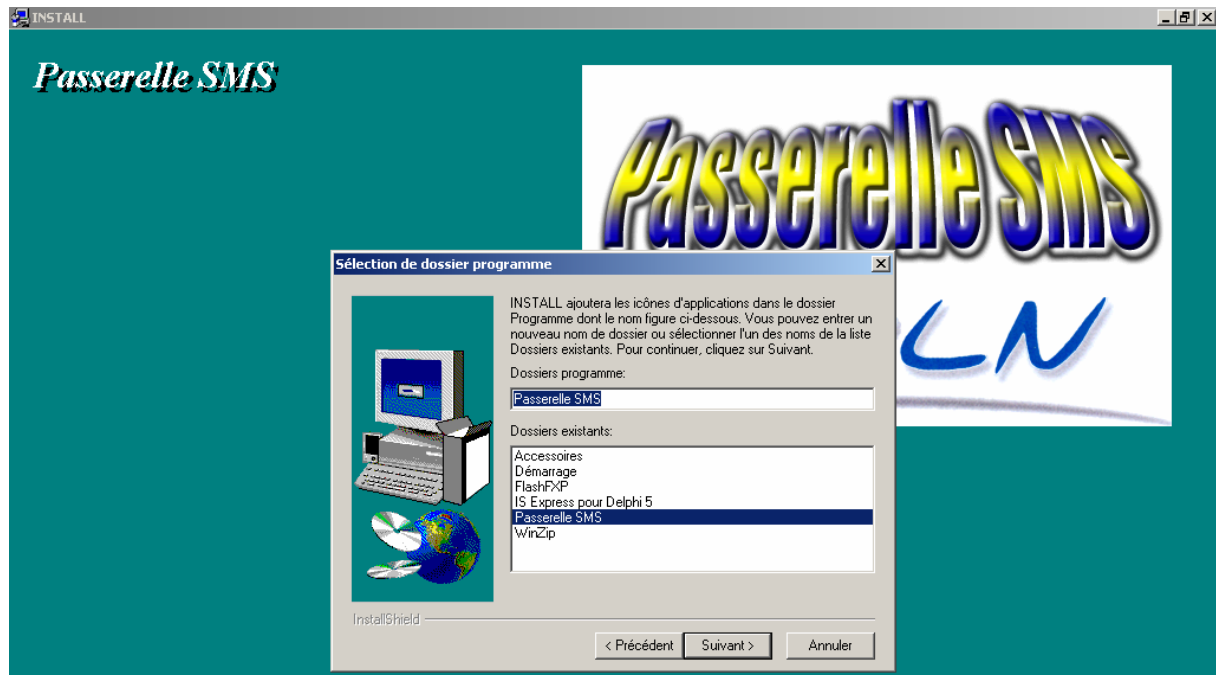 INSTALL
Passerelle SMS
Passerelle SMS
LN
Sélection de dossier programme
INSTALL ajoutera les icônes d'applications dans le dossier
Programme dont le nom figure ci-dessous. Vous pouvez entrer un
nouveau nom de dossier ou sélectionner l'un des noms de la liste
Dossiers existants. Pour continuer, cliquez sur Suivant.
Dossiers programme:
Passerelle SMS
Dossiers existants:
Accessoires
Démarrage
FlashFXP
IS Express pour Delphi 5
Passerelle SMS
WinZip
InstallShield
< Précédent Suivant > Annuler